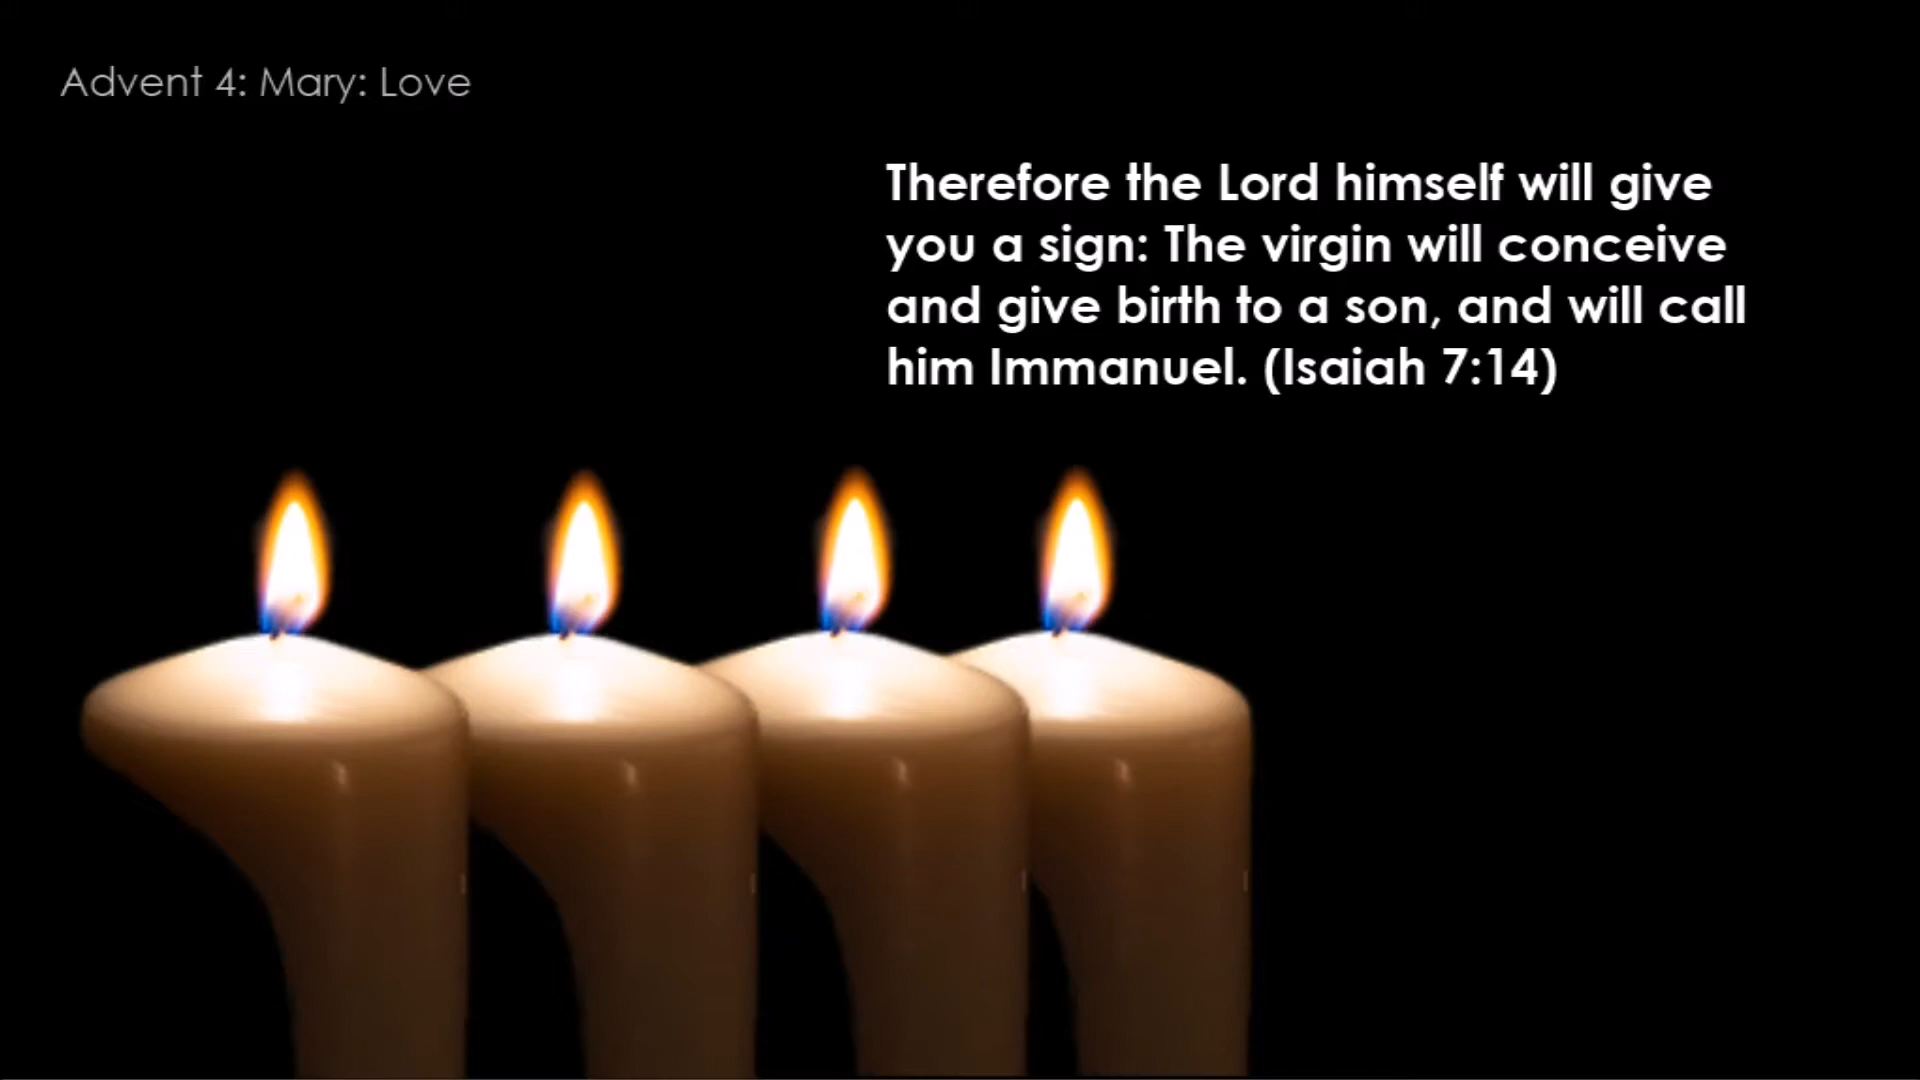 Advent 4: Mary: Love
Therefore the Lord himself will give
you a sign: The virgin will conceive
and give birth to a son, and will call
him Immanuel. (Isaiah 7:14)